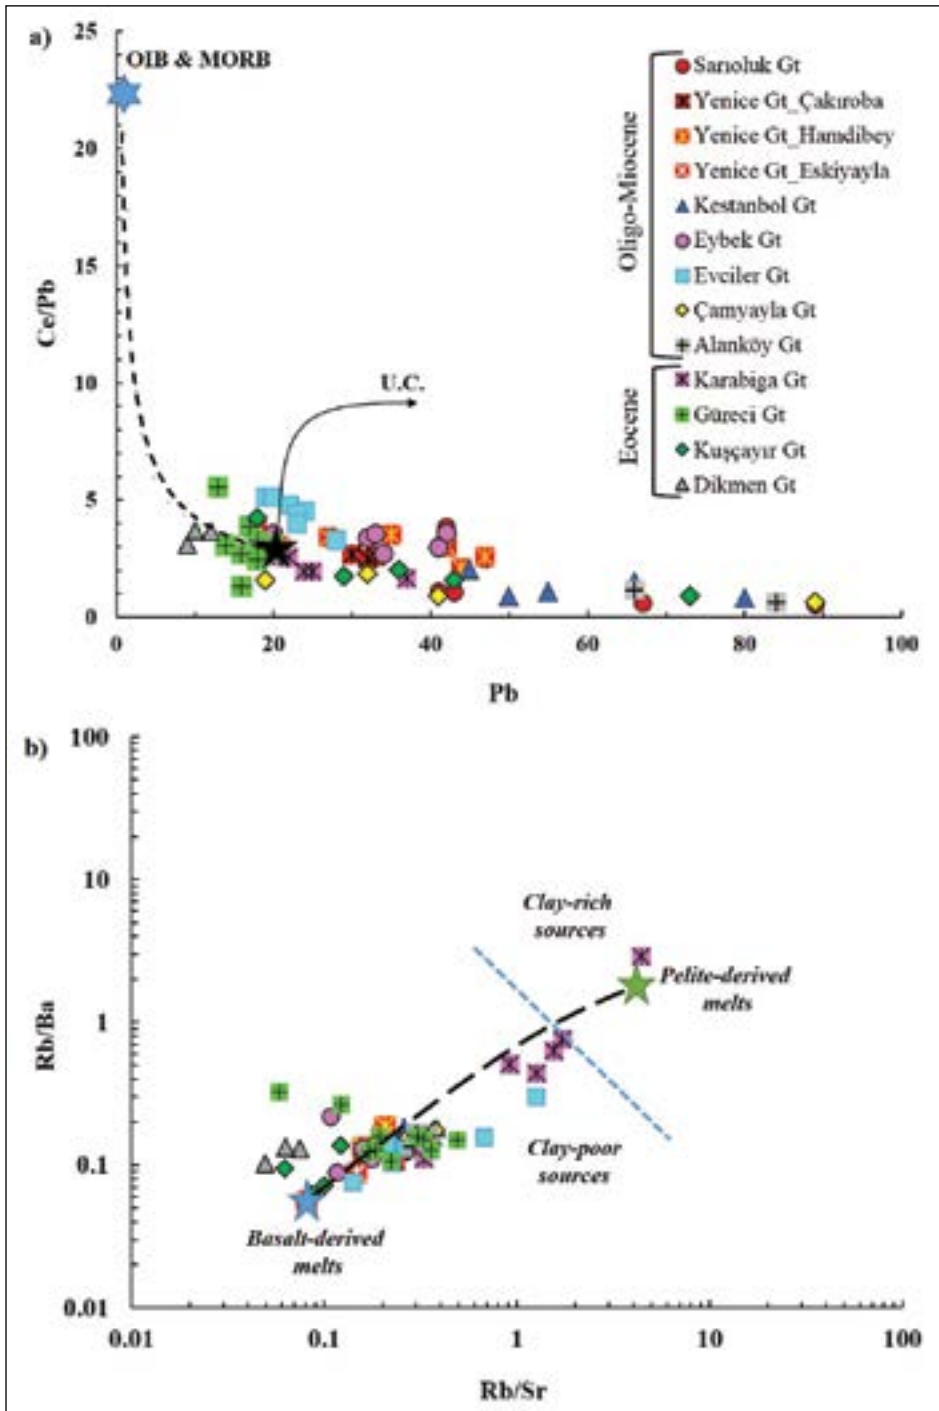 a)
25
20
15
10
5
0
Ce/Pb
OIB & MORB
U.C.
0 20 40 60 80 100
Pb
Oligo-Miocene
Sarıoluk Gt
Yenice Gt_Çakıroba
Yenice Gt_Hamdibey
Yenice Gt_Eskiyayla
Kestanbol Gt
Eybek Gt
Evciler Gt
Çamyayla Gt
Alanköy Gt
Eocene
Karabiga Gt
Güreci Gt
Kuşçayır Gt
Dikmen Gt
b)
100
10
1
0.1
0.01
Rb/Ba
Clay-rich
sources
Pelite-derived
melts
Clay-poor
sources
Basalt-derived
melts
0.01 0.1 1 10 100
Rb/Sr